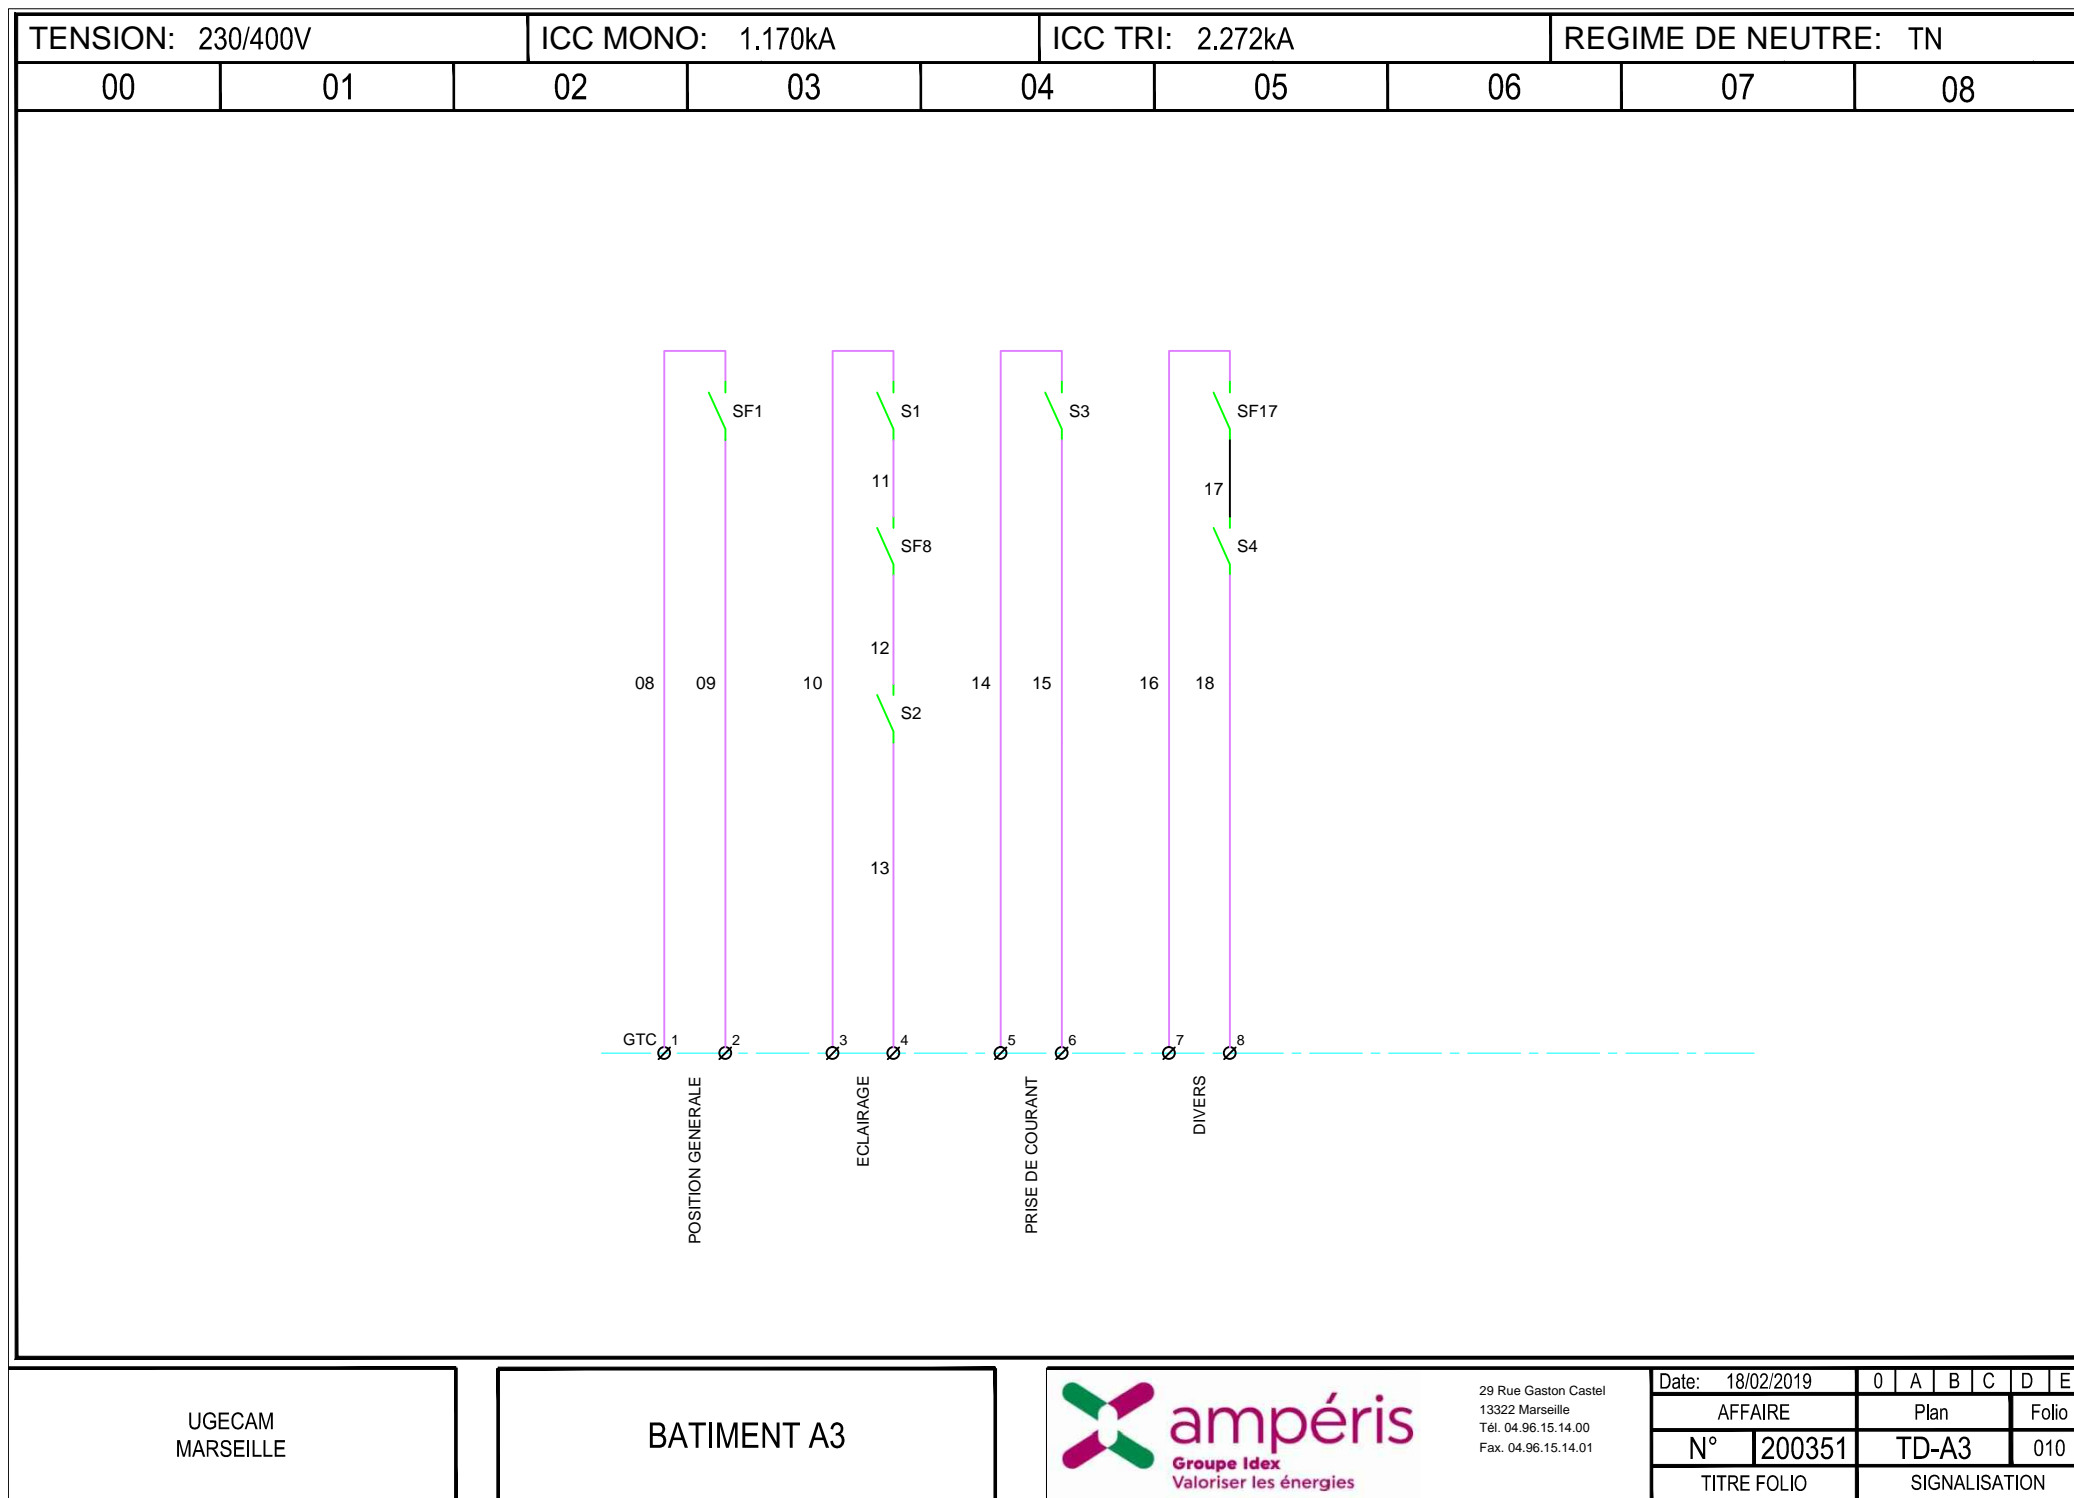 TENSION: 230/400V
ICC MONO: 1.170kA
ICC TRI: 2.272kA
REGIME DE NEUTRE: TN
00 01 02 03 04 05 06 07 08
SF1
S1
S3
SF17
11
17
SF8
S4
12
08 09 10 14 15 16 18
S2
13
GTC 1 2 3 4 5 6 7 8
POSITION GENERALE
ECLAIRAGE
PRISE DE COURANT
DIVERS
UGECAM
MARSEILLE
BATIMENT A3
ampéris
Groupe Idex
Valoriser les énergies
29 Rue Gaston Castel
13322 Marseille
Tél. 04.96.15.14.00
Fax. 04.96.15.14.01
Date: 18/02/2019 0 A B C D E
AFFAIRE Plan Folio
N° 200351 TD-A3 010
TITRE FOLIO SIGNALISATION